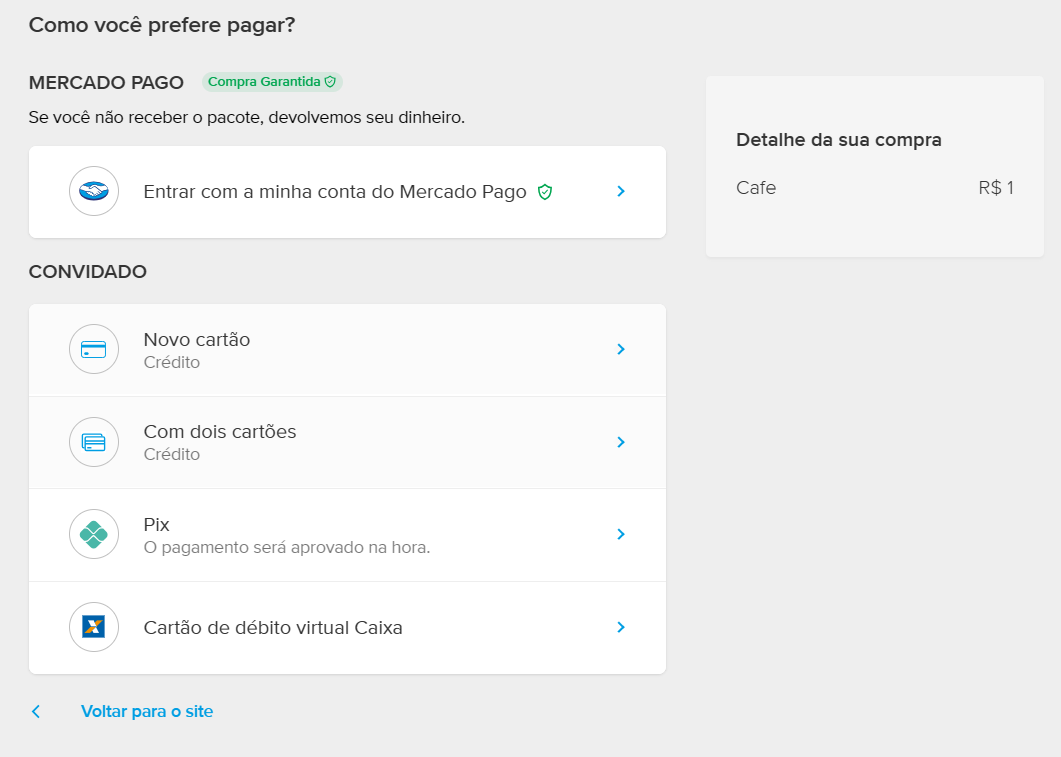 Como você prefere pagar?
MERCADO PAGO Compra Garantida
Se você não receber o pacote, devolvemos seu dinheiro.
Entrar com a minha conta do Mercado Pago
CONVIDADO
Novo cartão
Crédito
Com dois cartões
Crédito
Pix
O pagamento será aprovado na hora.
Cartão de débito virtual Caixa
Voltar para o site
Detalhe da sua compra
Cafe R$ 1